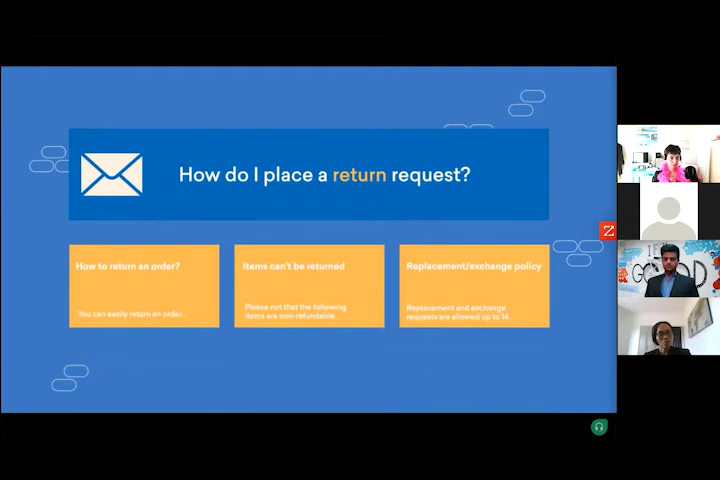 How do I place a return request?
How to return an order?
You can easily return an order.
Items can't be returned
Please not that the following
items are non-refundable...
Replacement/exchange policy
Replacement and exchange
requests are allowed up to 14
Z
GOOD